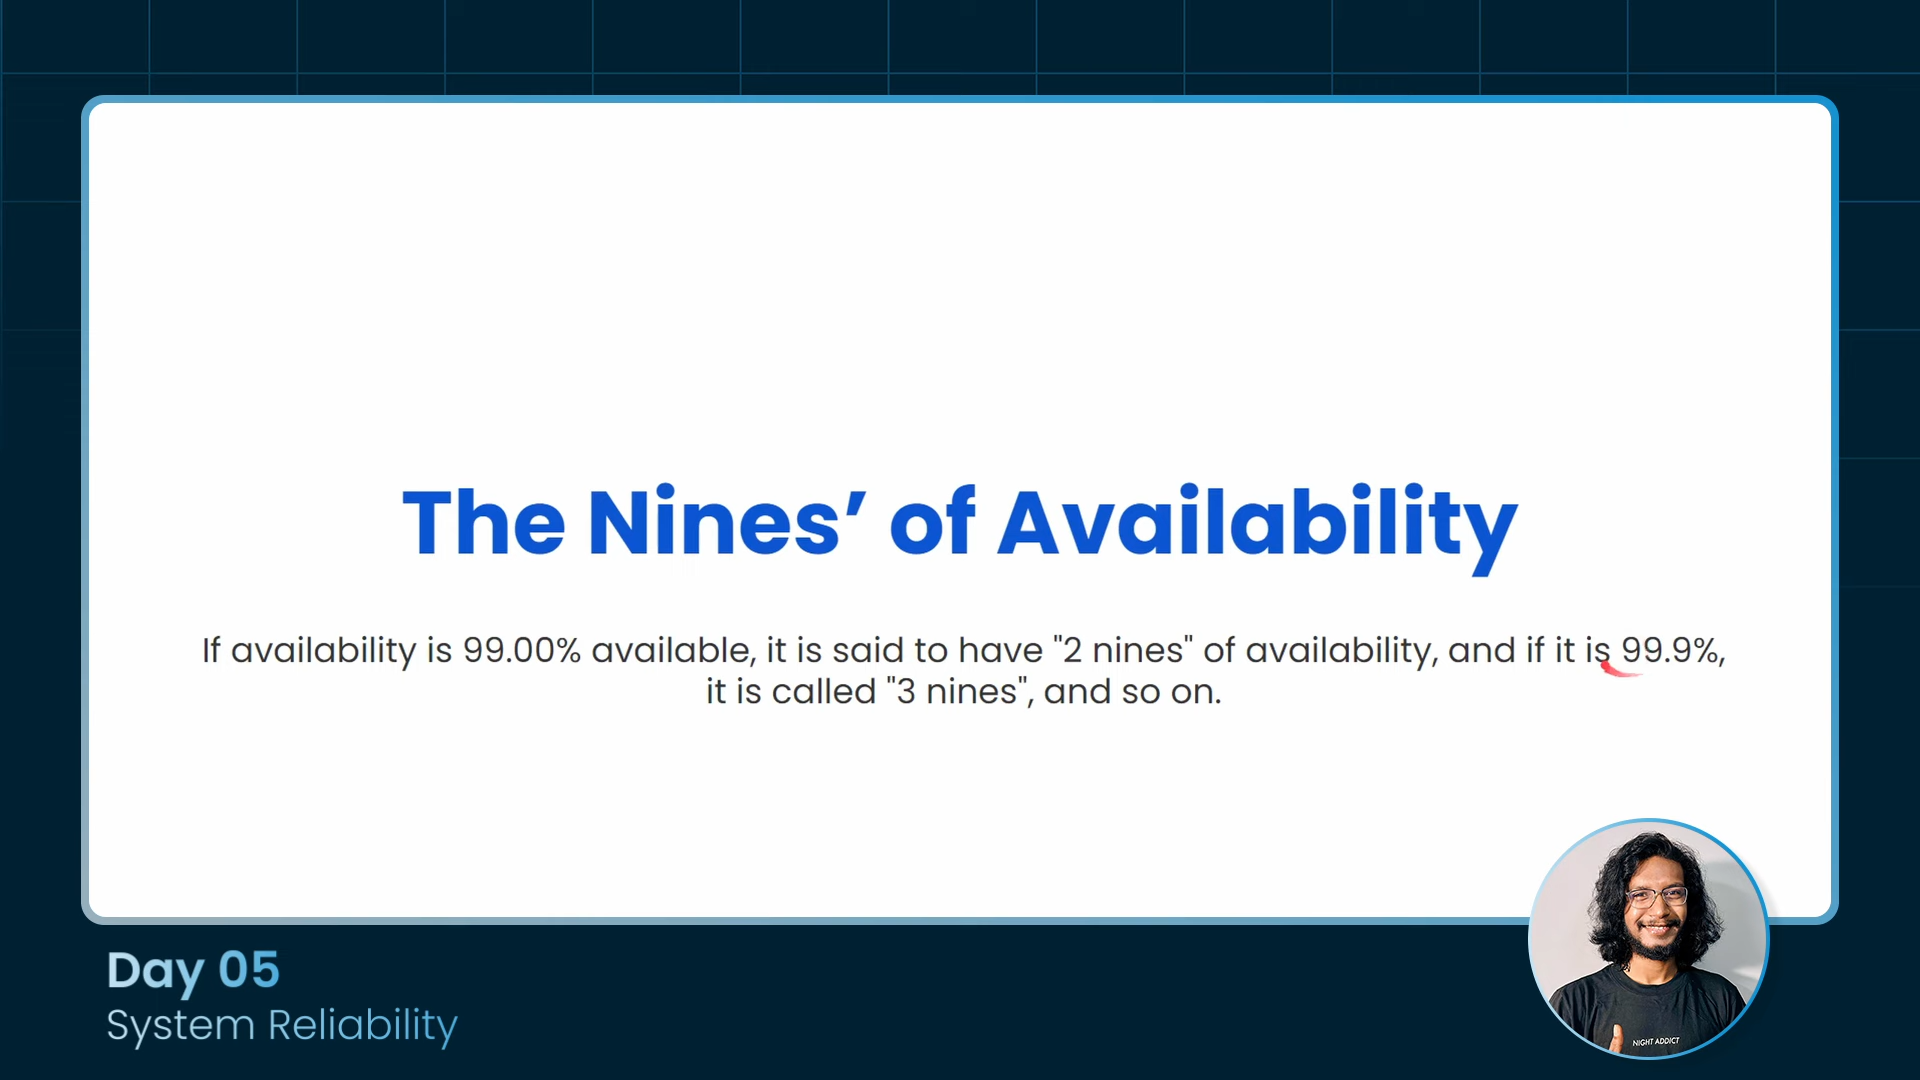 The Nines’ of Availability
If availability is 99.00% available, it is said to have "2 nines" of availability, and if it is 99.9%,
it is called "3 nines", and so on.
Day 05
System Reliability
NIGHT ADDICT